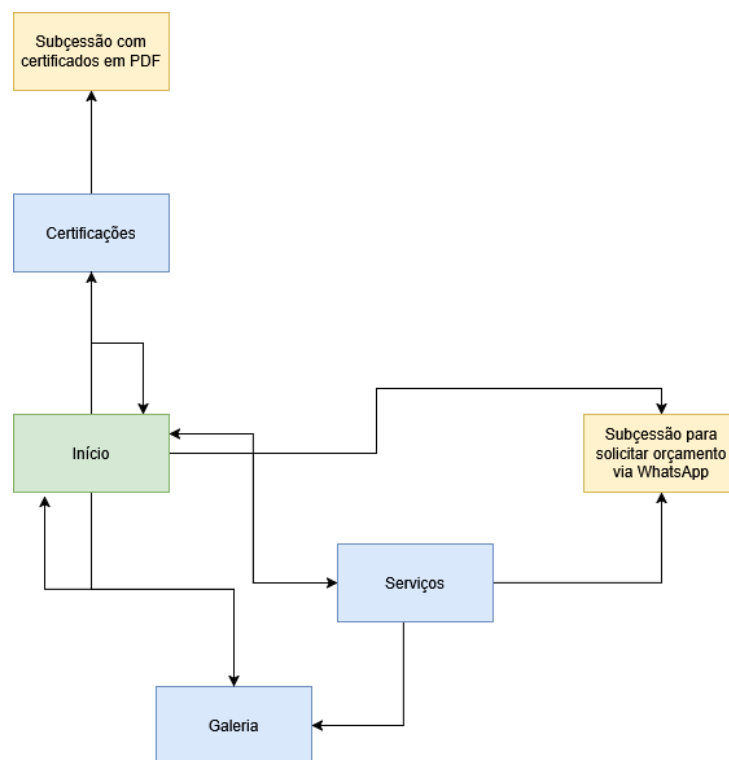 Subçessão com
certificados em PDF
Certificações
Início
Subçessão para
solicitar orçamento
via WhatsApp
Serviços
Galeria